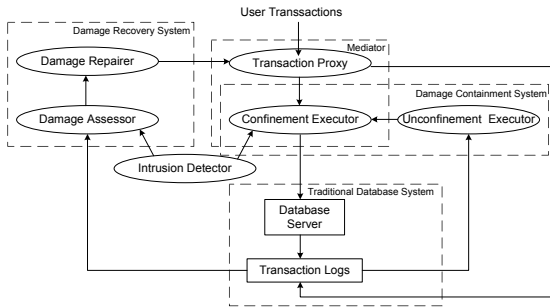 User Transsactions
Damage Recovery System
Mediator
Damage Repairer
Transaction Proxy
Damage Containment System
Damage Assessor
Confinement Executor
Unconfinement Executor
Intrusion Detector
Traditional Database System
Database
Server
Transaction Logs